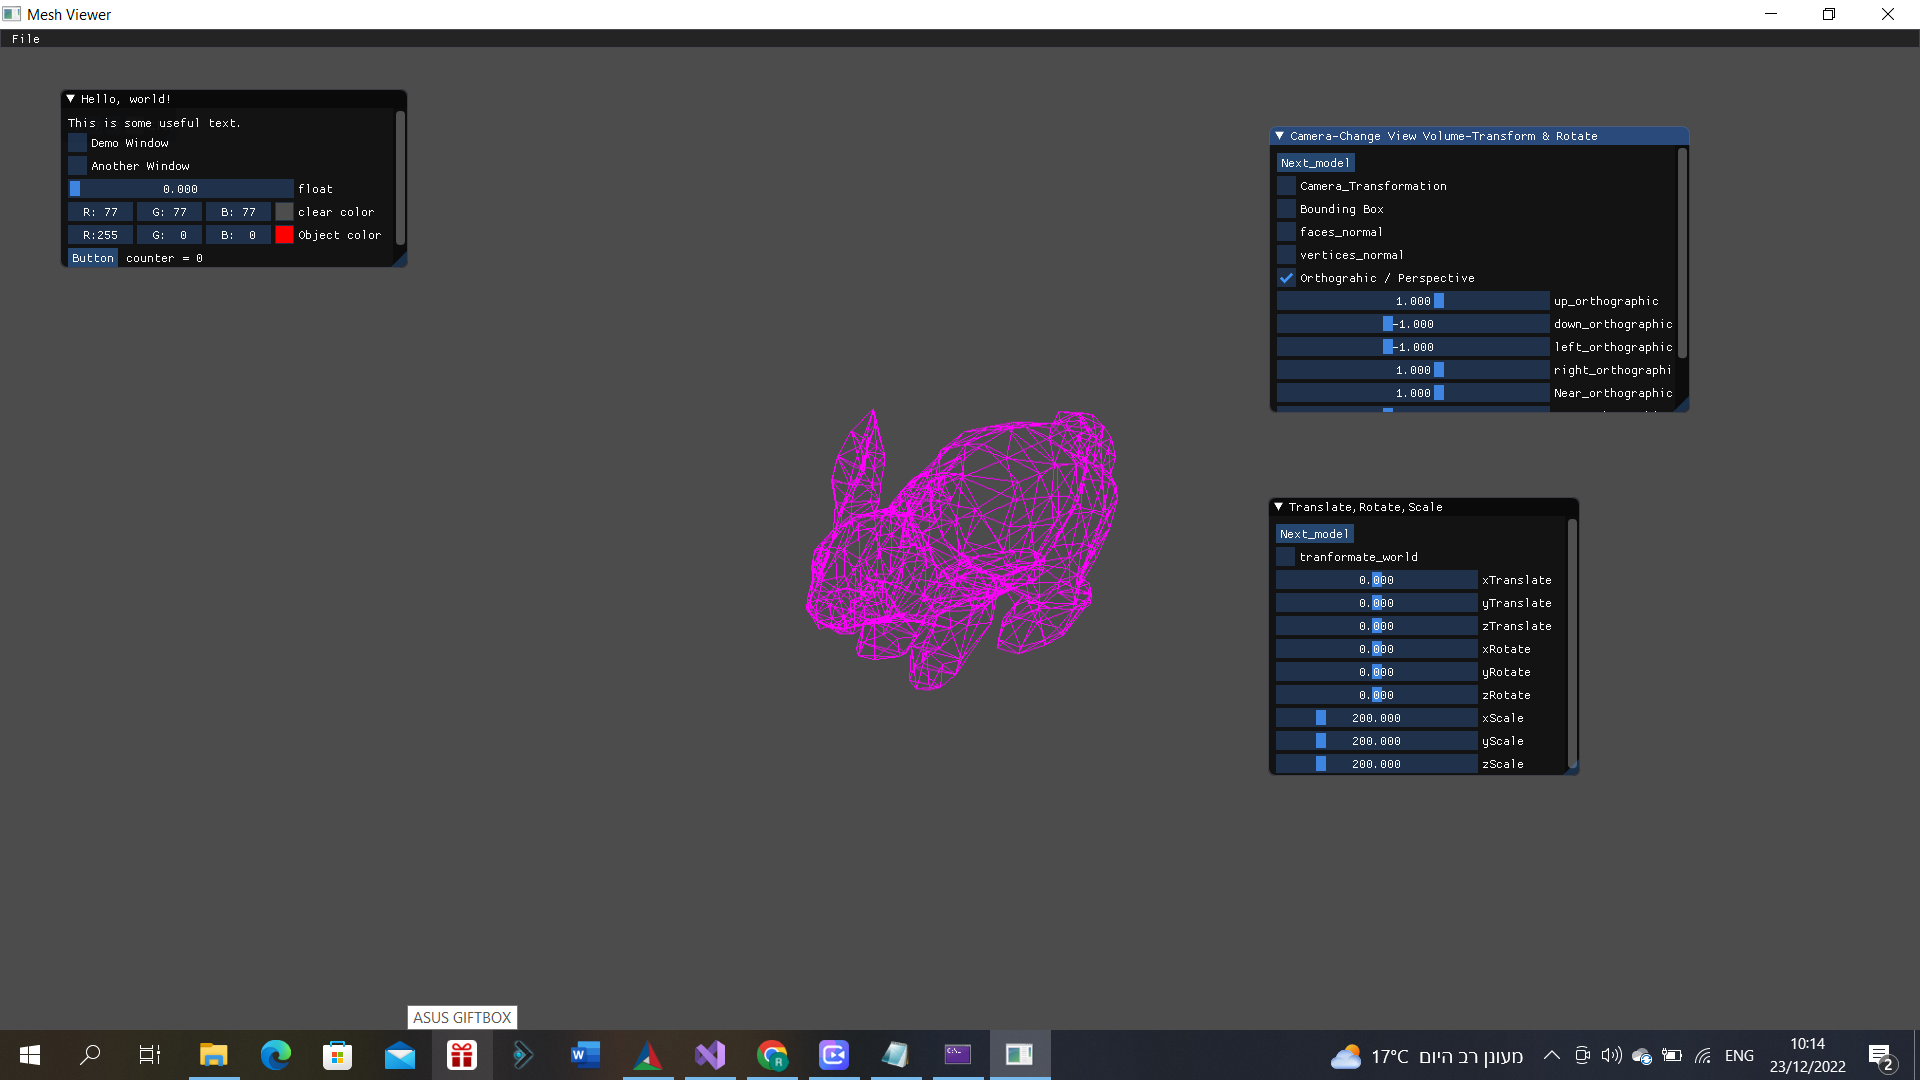 Mesh Viewer
File
Hello, world!
This is some useful text.
Demo Window
Another Window
0.000 float
R: 77 G: 77 B: 77 clear color
R:255 G: 0 B: 0 Object color
Button counter = 0
Camera-Change View Volume-Transform & Rotate
Next_model
Camera_Transformation
Bounding Box
faces_normal
vertices_normal
Orthograhic / Perspective
1.000 up_orthographic
-1.000 down_orthographic
-1.000 left_orthographic
1.000 right_orthographi
1.000 Near_orthographic
Translate,Rotate,Scale
Next_model
tranformate_world
0.000 xTranslate
0.000 yTranslate
0.000 zTranslate
0.000 xRotate
0.000 yRotate
0.000 zRotate
200.000 xScale
200.000 yScale
200.000 zScale
ASUS GIFTBOX
17°C מעונן רב היום
ENG
10:14
23/12/2022
2